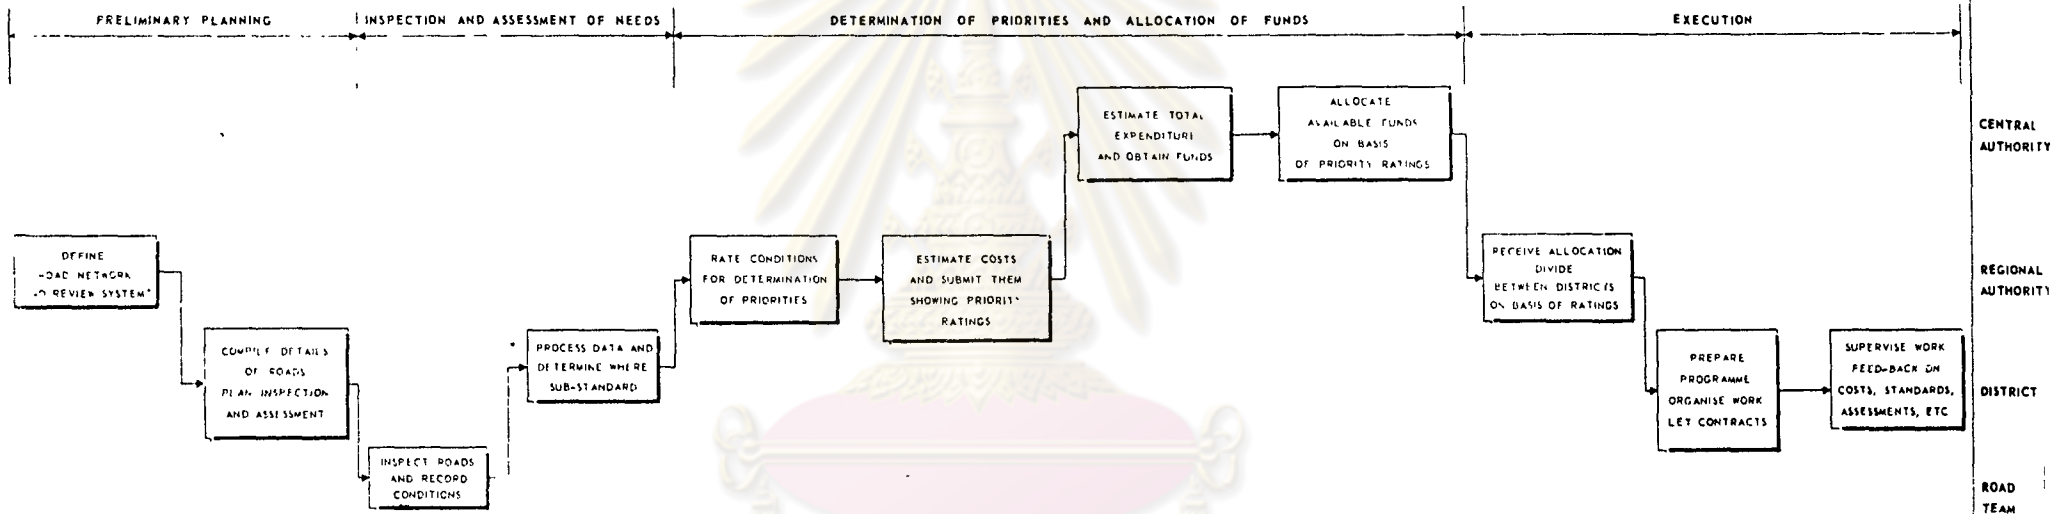 PRELIMINARY PLANNING
INSPECTION AND ASSESSMENT OF NEEDS
DETERMINATION OF PRIORITIES AND ALLOCATION OF FUNDS
EXECUTION
DEFINE
ROAD NETWORK
REVIEW SYSTEM
COMPILE DETAILS
OF ROADS
PLAN INSPECTION
AND ASSESSMENT
INSPECT ROADS
AND RECORD
CONDITIONS
PROCESS DATA AND
DETERMINE WHERE
SUB-STANDARD
RATE CONDITIONS
FOR DETERMINATION
OF PRIORITIES
ESTIMATE COSTS
AND SUBMIT THEM
SHOWING PRIORITY
RATINGS
ESTIMATE TOTAL
EXPENDITURE
AND OBTAIN FUNDS
ALLOCATE
AVAILABLE FUNDS
ON BASIS
OF PRIORITY RATINGS
RECEIVE ALLOCATION
DIVIDE
BETWEEN DISTRICTS
ON BASIS OF RATINGS
PREPARE
PROGRAMME
ORGANISE WORK
LET CONTRACTS
SUPERVISE WORK
FEED-BACK ON
COSTS, STANDARDS,
ASSESSMENTS, ETC
CENTRAL
AUTHORITY
REGIONAL
AUTHORITY
DISTRICT
ROAD
TEAM